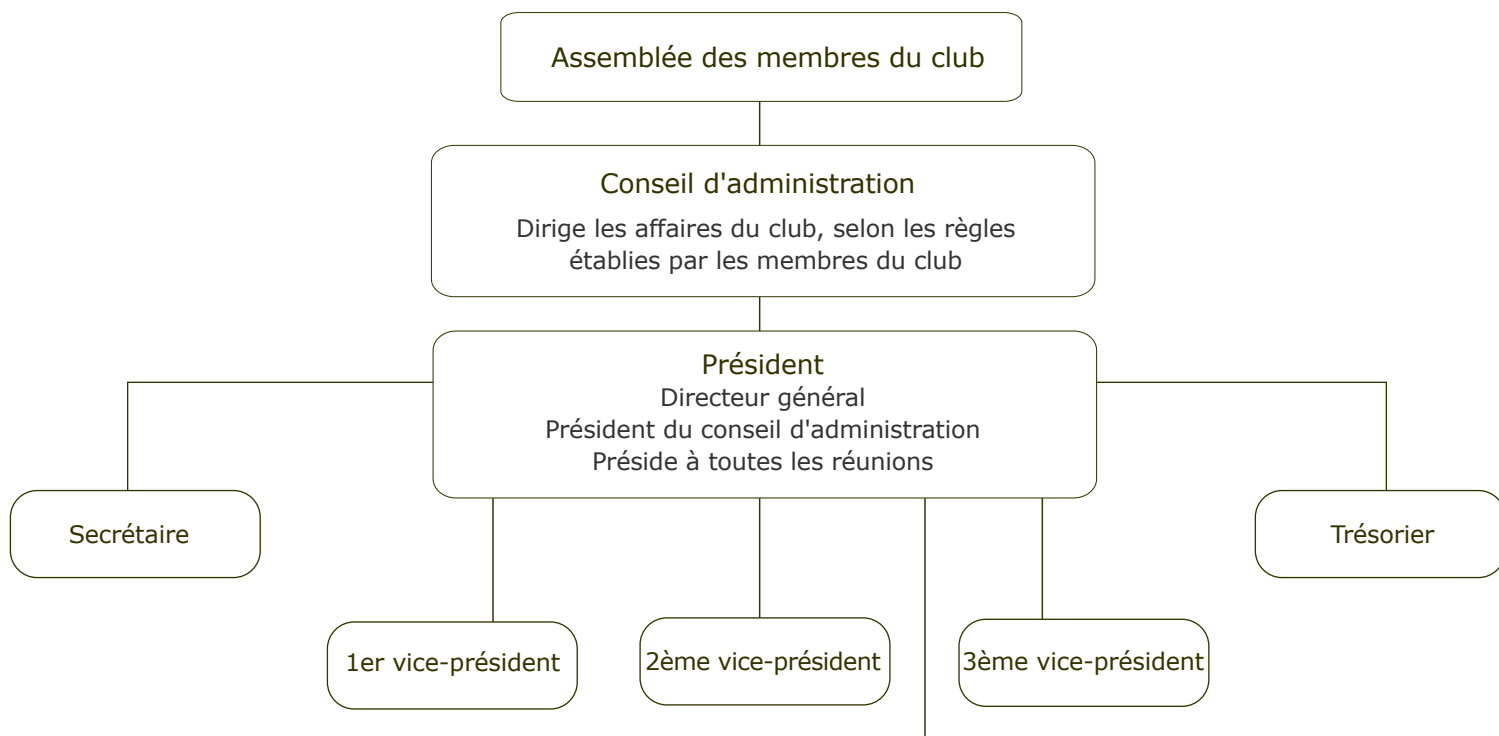 Assemblée des membres du club
Conseil d'administration
Dirige les affaires du club, selon les règles
établies par les membres du club
Président
Directeur général
Président du conseil d'administration
Préside à toutes les réunions
Secrétaire
Trésorier
1er vice-président
2ème vice-président
3ème vice-président